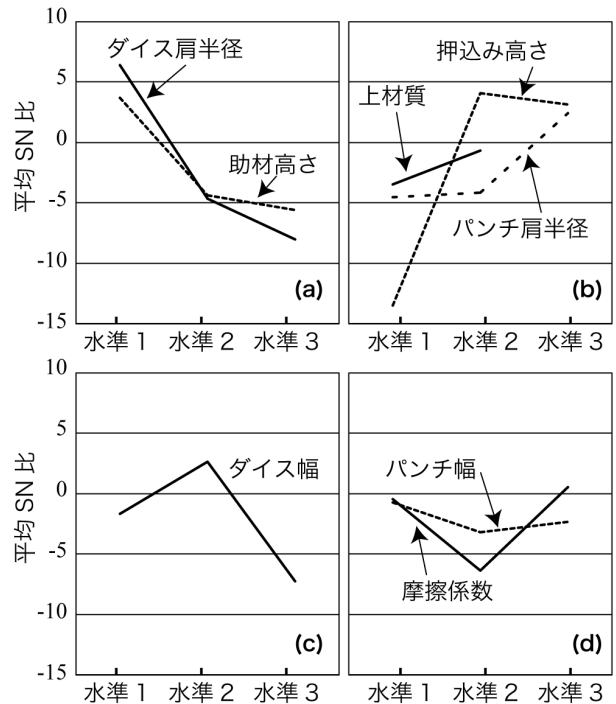 平均 SN 比
10
5
0
-5
-10
-15
ダイス肩半径
助材高さ
(a)
水準 1 水準 2 水準 3
押込み高さ
上材質
パンチ肩半径
(b)
水準 1 水準 2 水準 3
平均 SN 比
10
5
0
-5
-10
-15
ダイス幅
(c)
水準 1 水準 2 水準 3
パンチ幅
摩擦係数
(d)
水準 1 水準 2 水準 3